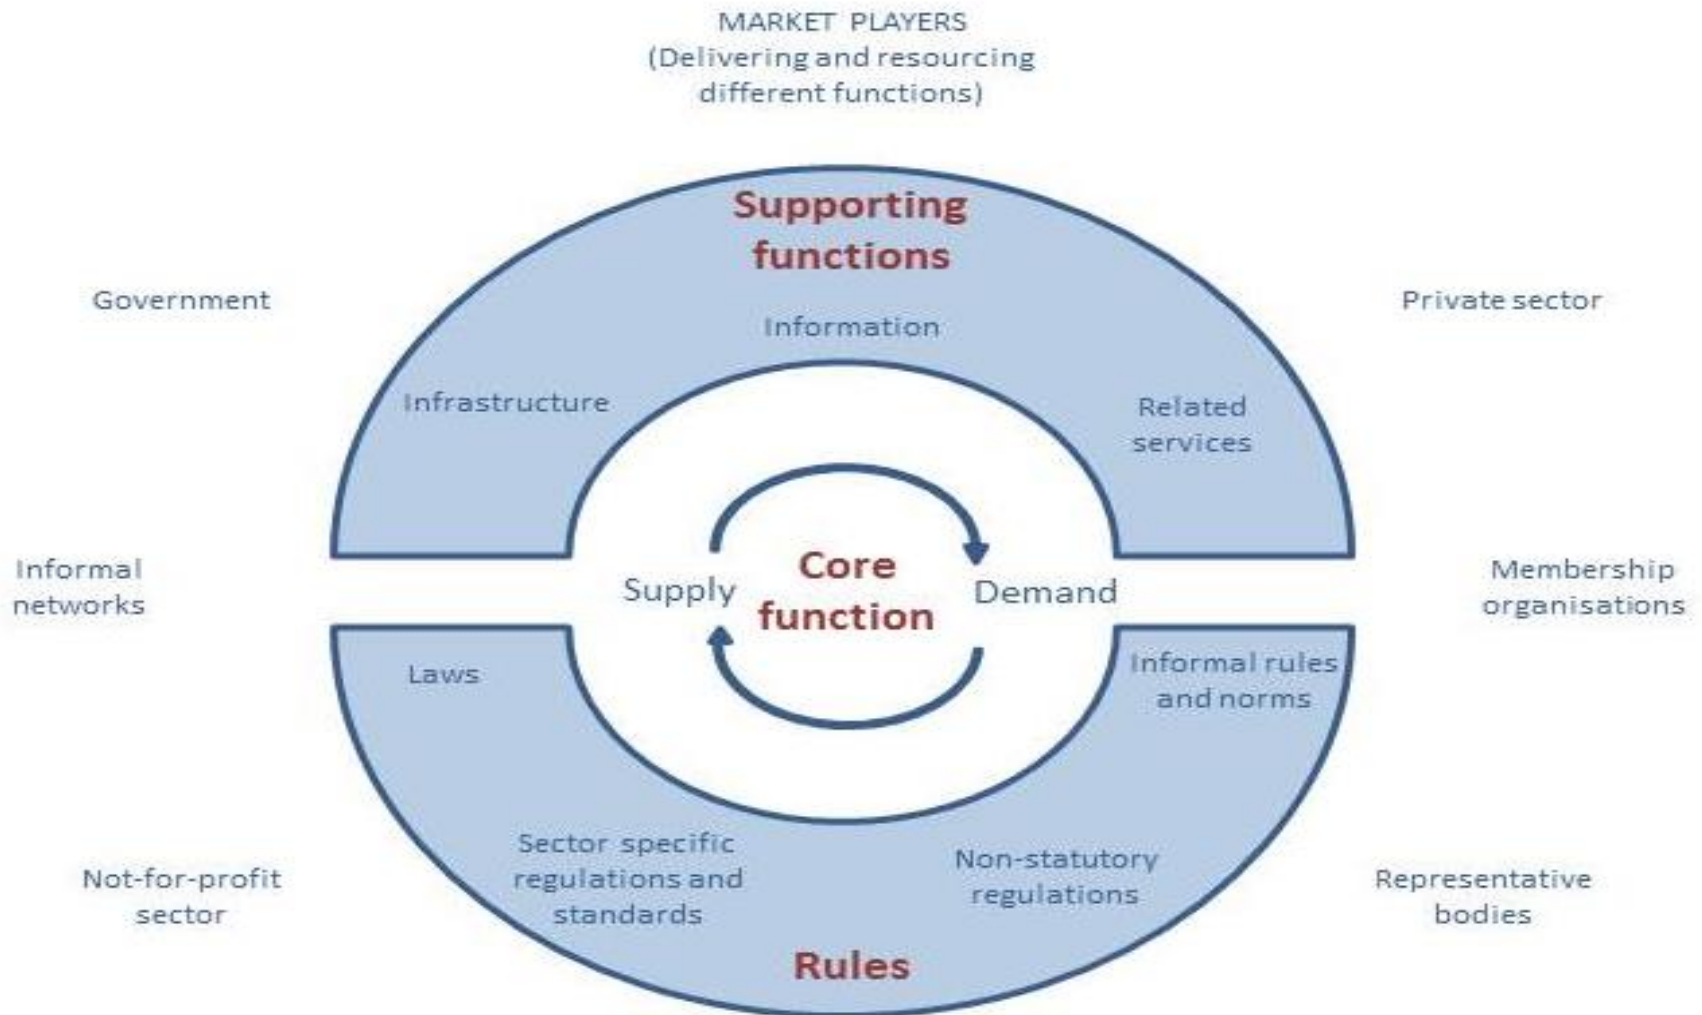 MARKET PLAYERS
(Delivering and resourcing
different functions)
Supporting
functions
Government
Private sector
Information
Infrastructure
Related
services
Informal
networks
Supply
Core
function
Demand
Membership
organisations
Laws
Informal rules
and norms
Sector specific
regulations and
standards
Non-statutory
regulations
Not-for-profit
sector
Representative
bodies
Rules